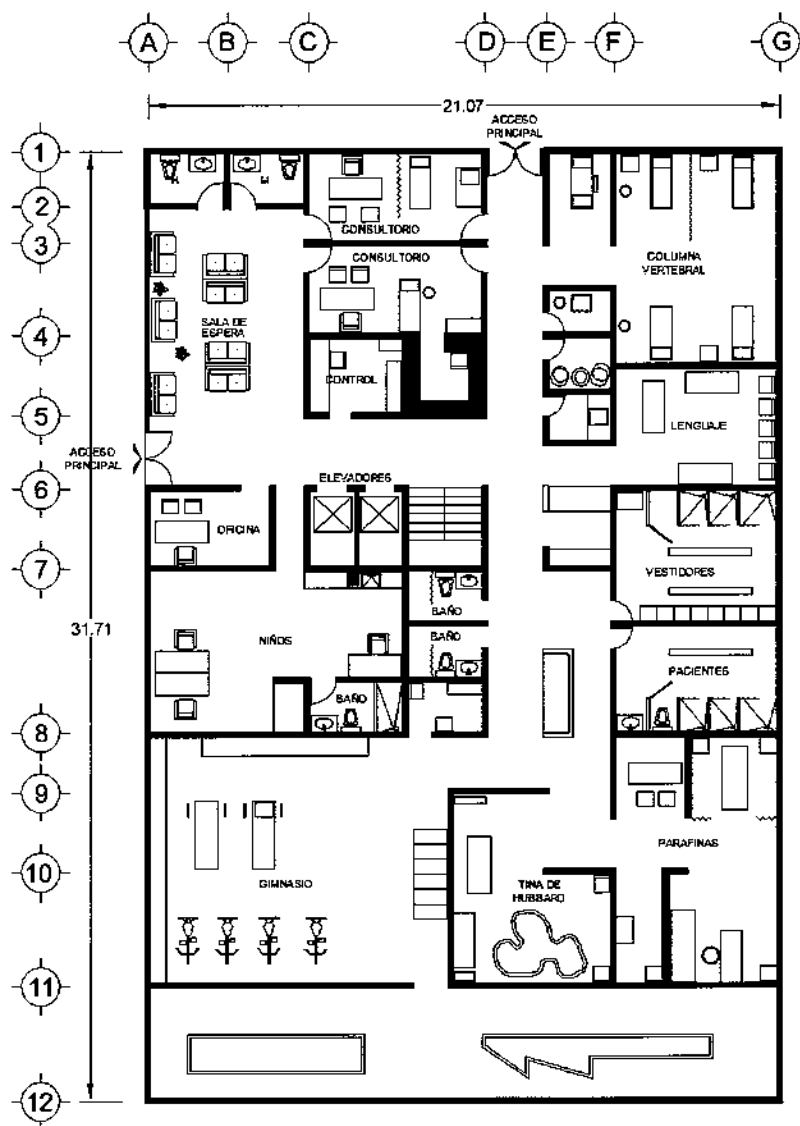 A
B
C
D
E
F
G
21.07
ACCESO
PRINCIPAL
1
2
3
4
5
6
7
8
9
10
11
12
31.71
H
M
CONSULTORIO
CONSULTORIO
COLUMNA
VERTEBRAL
SALA DE
ESPERA
CONTROL
LENGUAJE
ACCESO
PRINCIPAL
ELEVADORES
OFICINA
VESTIDORES
BAÑO
BAÑO
NIÑOS
PACIENTES
BAÑO
PARAFINAS
GIMNASIO
TINA DE
HUBBARD